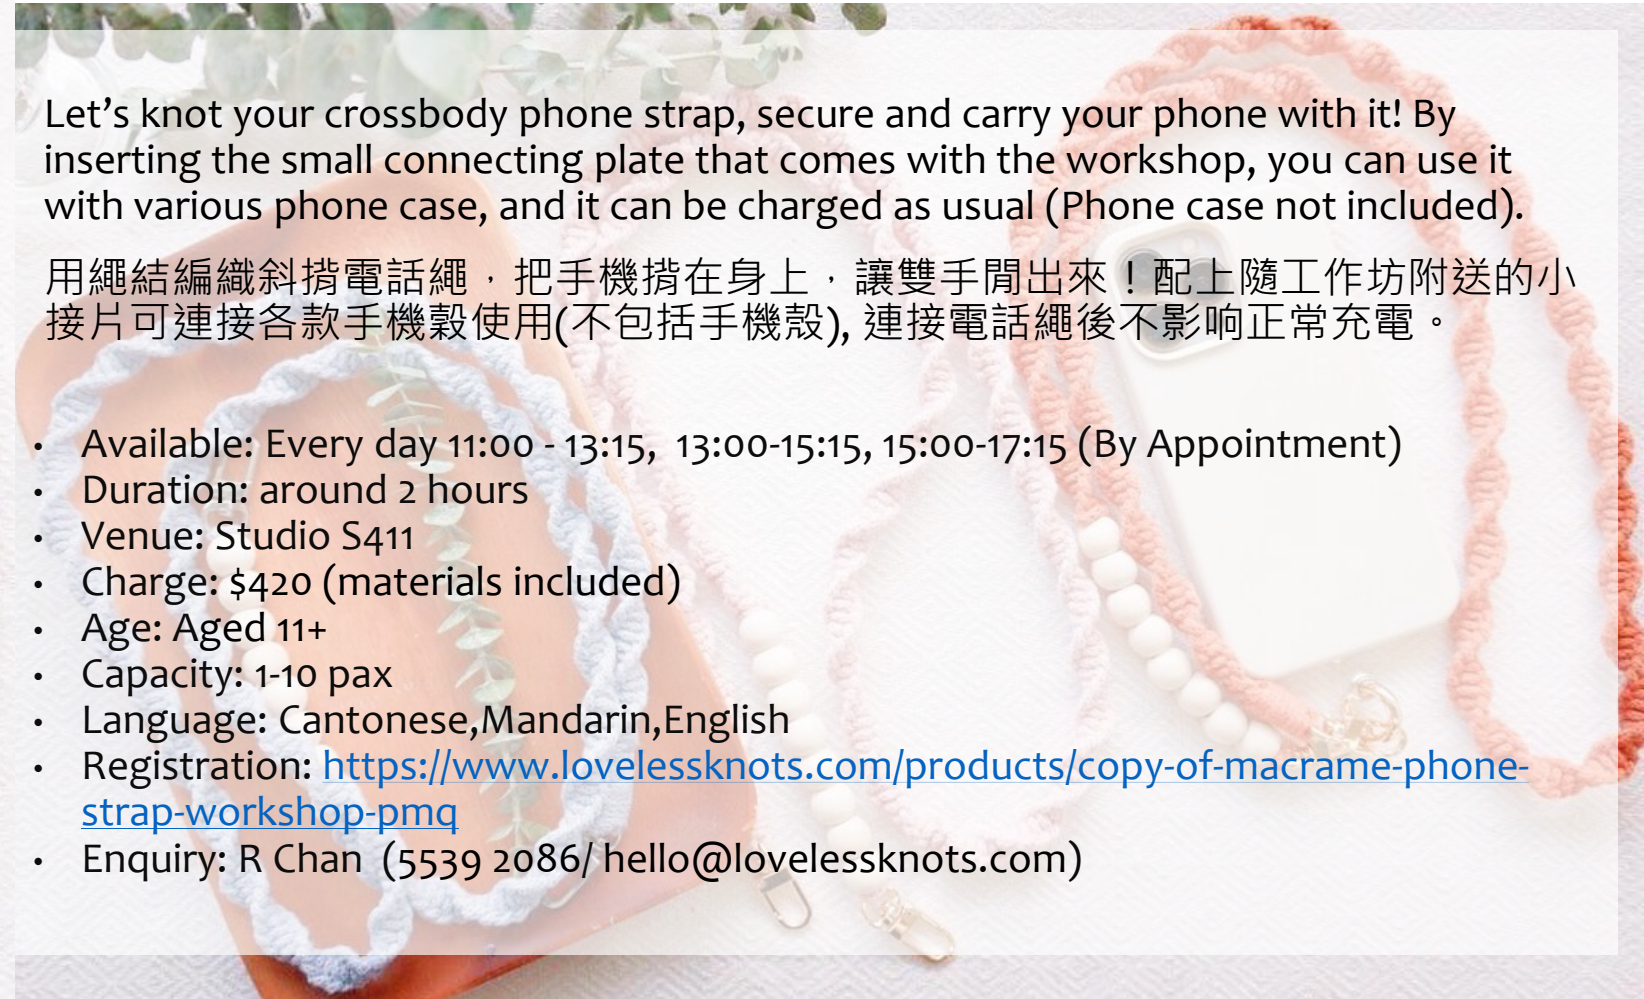 Let’s knot your crossbody phone strap, secure and carry your phone with it! By
inserting the small connecting plate that comes with the workshop, you can use it
with various phone case, and it can be charged as usual (Phone case not included).
用繩結編織斜揹電話繩，把手機揹在身上，讓雙手閒出來！配上隨工作坊附送的小
接片可連接各款手機穀使用(不包括手機殼), 連接電話繩後不影响正常充電。
• Available: Every day 11:00 - 13:15,  13:00-15:15, 15:00-17:15 (By Appointment)
• Duration: around 2 hours
• Venue: Studio S411
• Charge: $420 (materials included)
• Age: Aged 11+
• Capacity: 1-10 pax
• Language: Cantonese,Mandarin,English
• Registration: https://www.lovelessknots.com/products/copy-of-macrame-phone-
strap-workshop-pmq
• Enquiry: R Chan  (5539 2086/ hello@lovelessknots.com)